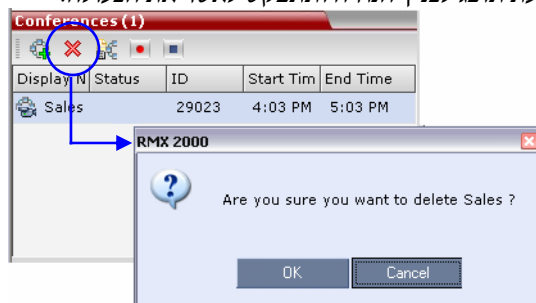 Conferences (1)
Display N Status ID Start Tim End Time
Sales 29023 4:03 PM 5:03 PM
RMX 2000
Are you sure you want to delete Sales ?
OK Cancel